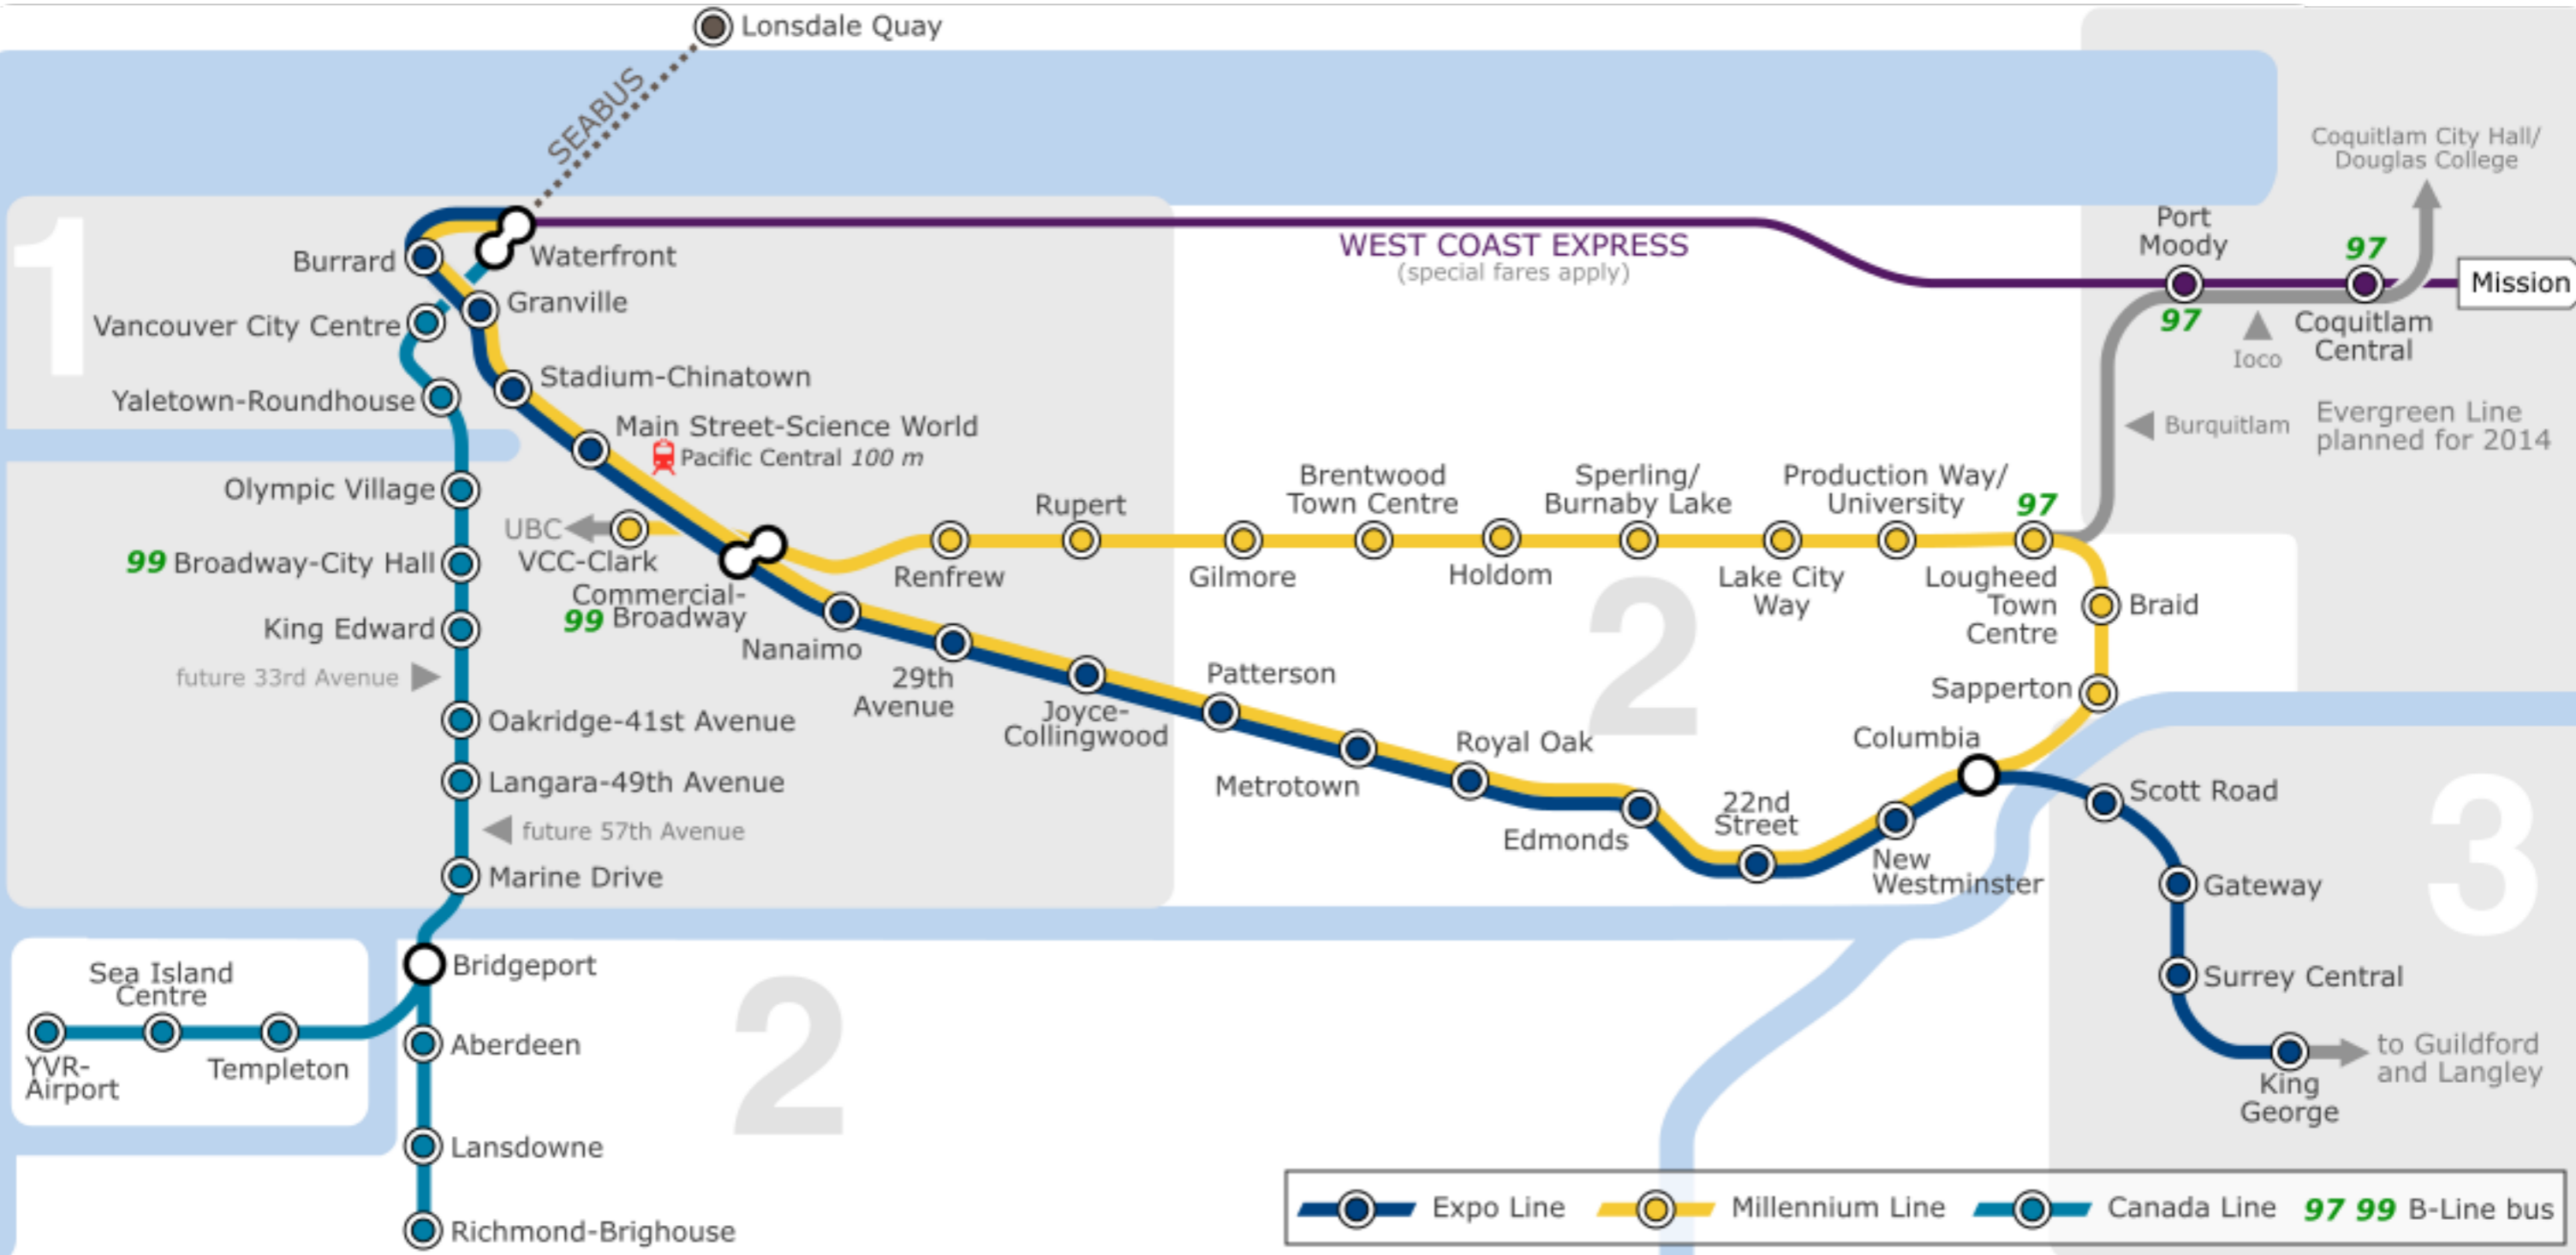 Lonsdale Quay
SEABUS
1
Burrard
Waterfront
Granville
Vancouver City Centre
Stadium-Chinatown
Yaletown-Roundhouse
Main Street-Science World
Pacific Central 100 m
Olympic Village
UBC
VCC-Clark
99 Broadway-City Hall
Commercial-
99 Broadway
King Edward
future 33rd Avenue
Oakridge-41st Avenue
Langara-49th Avenue
future 57th Avenue
Marine Drive
WEST COAST EXPRESS
(special fares apply)
Port
Moody
97
97
Coquitlam
Central
Coquitlam City Hall/
Douglas College
Mission
Ioco
Burquitlam
Evergreen Line
planned for 2014
Renfrew
Rupert
Gilmore
Brentwood
Town Centre
Holdom
Sperling/
Burnaby Lake
Lake City
Way
Production Way/
University
97
Lougheed
Town
Centre
Braid
Sapperton
2
Nanaimo
29th
Avenue
Joyce-
Collingwood
Patterson
Metrotown
Royal Oak
Edmonds
22nd
Street
New
Westminster
Columbia
Scott Road
Gateway
3
Surrey Central
King
George
to Guildford
and Langley
Bridgeport
Sea Island
Centre
YVR-
Airport
Templeton
Aberdeen
2
Lansdowne
Richmond-Brighouse
Expo Line
Millennium Line
Canada Line
97 99 B-Line bus